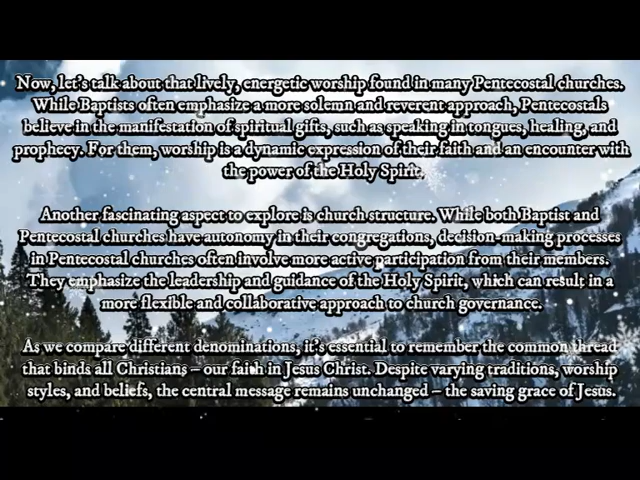 Now, let's talk about that lively, energetic worship found in many Pentecostal churches.
While Baptists often emphasize a more solemn and reverent approach, Pentecostals
believe in the manifestation of spiritual gifts, such as speaking in tongues, healing, and
prophecy. For them, worship is a dynamic expression of their faith and an encounter with
the power of the Holy Spirit.
Another fascinating aspect to explore is church structure. While both Baptist and
Pentecostal churches have autonomy in their congregations, decision-making processes
in Pentecostal churches often involve more active participation from their members.
They emphasize the leadership and guidance of the Holy Spirit, which can result in a
more flexible and collaborative approach to church governance.
As we compare different denominations, it's essential to remember the common thread
that binds all Christians – our faith in Jesus Christ. Despite varying traditions, worship
styles, and beliefs, the central message remains unchanged – the saving grace of Jesus.